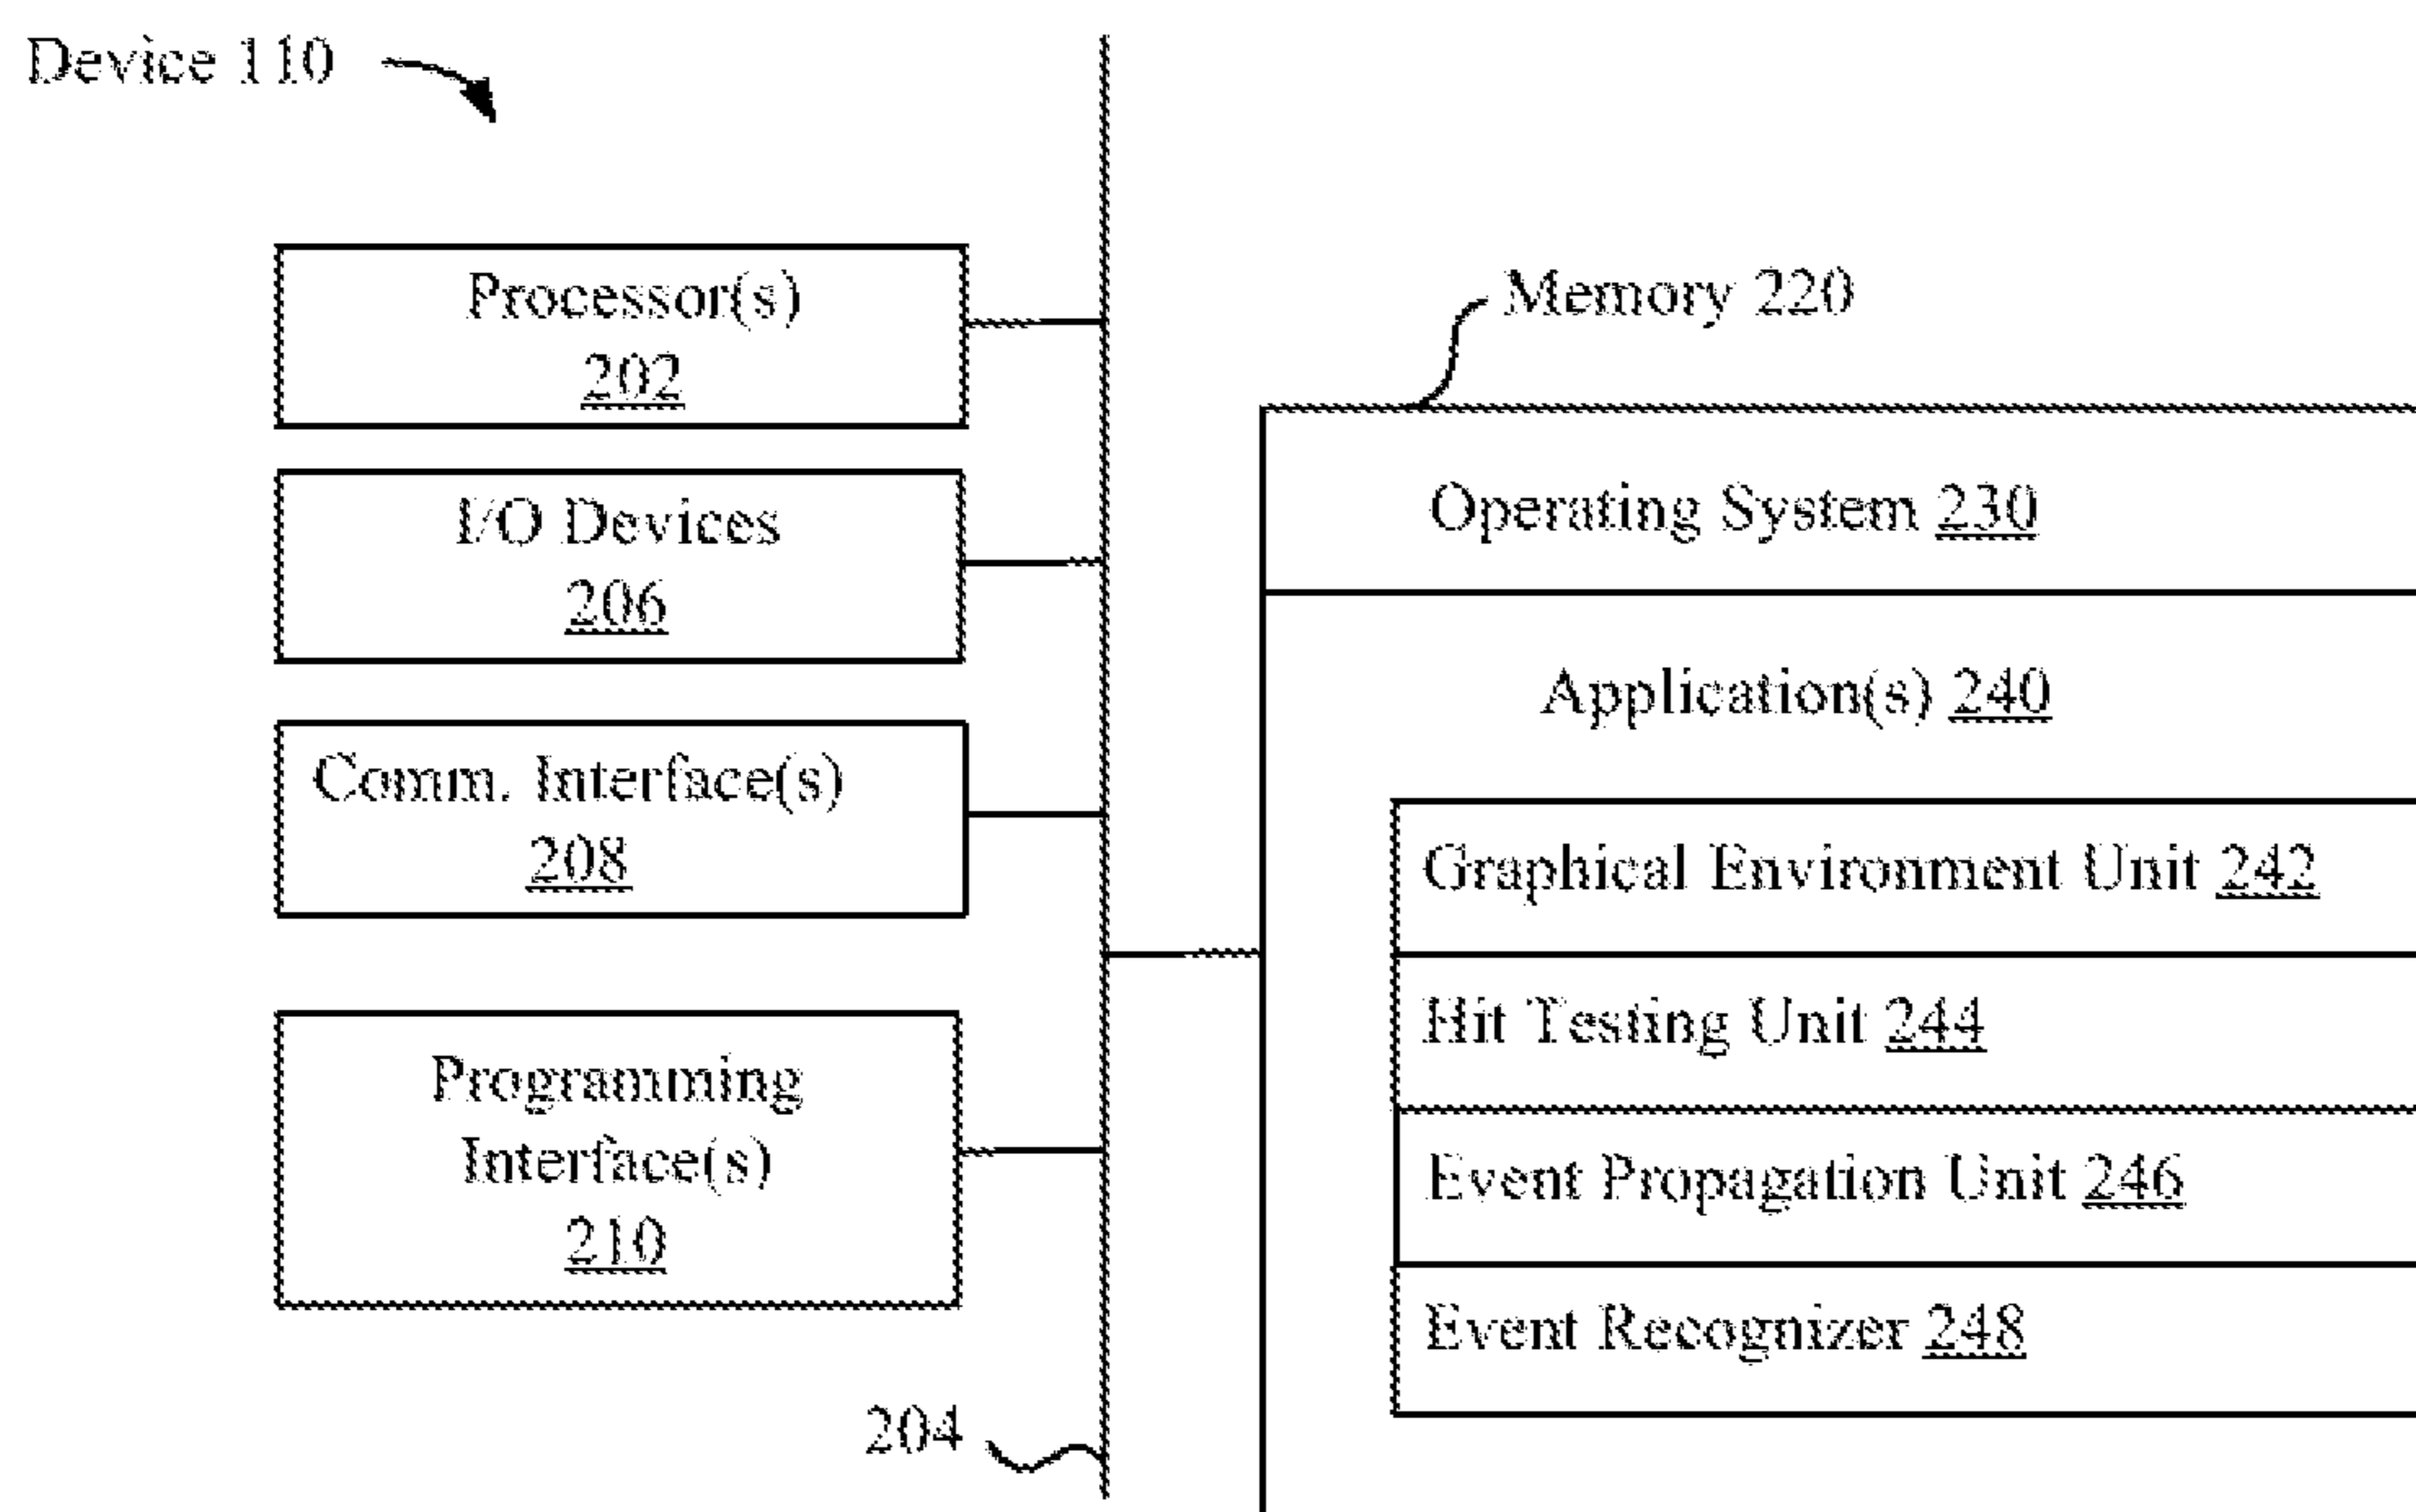 Device 110
Processor(s)
202
I/O Devices
206
Comm. Interface(s)
208
Programming
Interface(s)
210
204
Memory 220
Operating System 230
Application(s) 240
Graphical Environment Unit 242
Hit Testing Unit 244
Event Propagation Unit 246
Event Recognizer 248